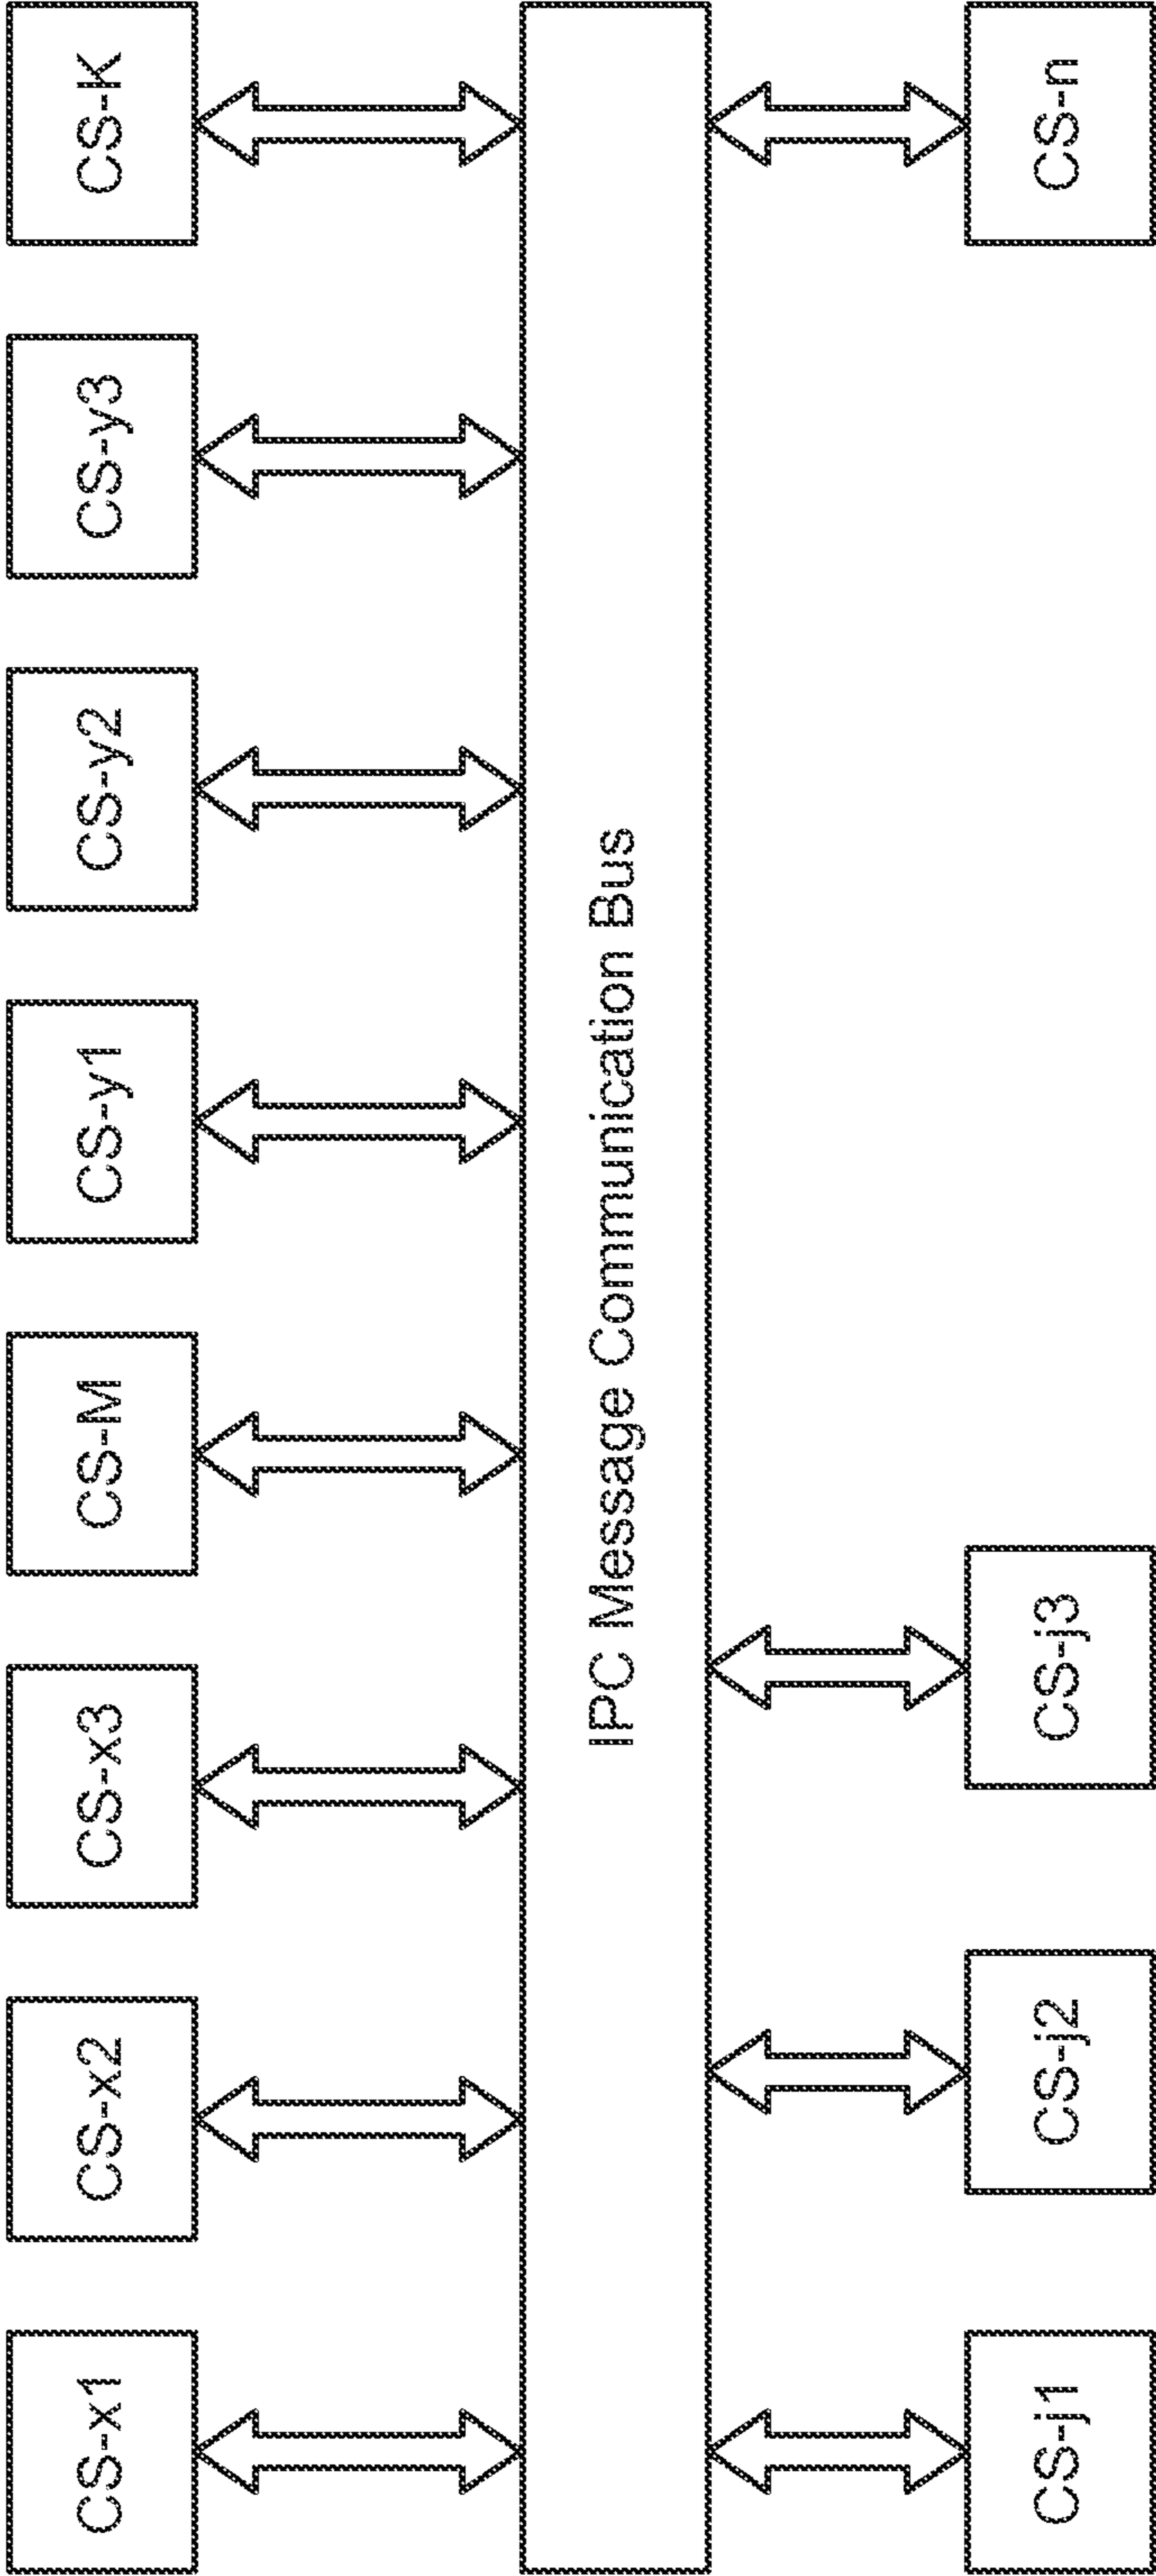 CS-x1
CS-x2
CS-x3
CS-M
CS-y1
CS-y2
CS-y3
CS-K
IPC Message Communication Bus
CS-j1
CS-j2
CS-j3
CS-n